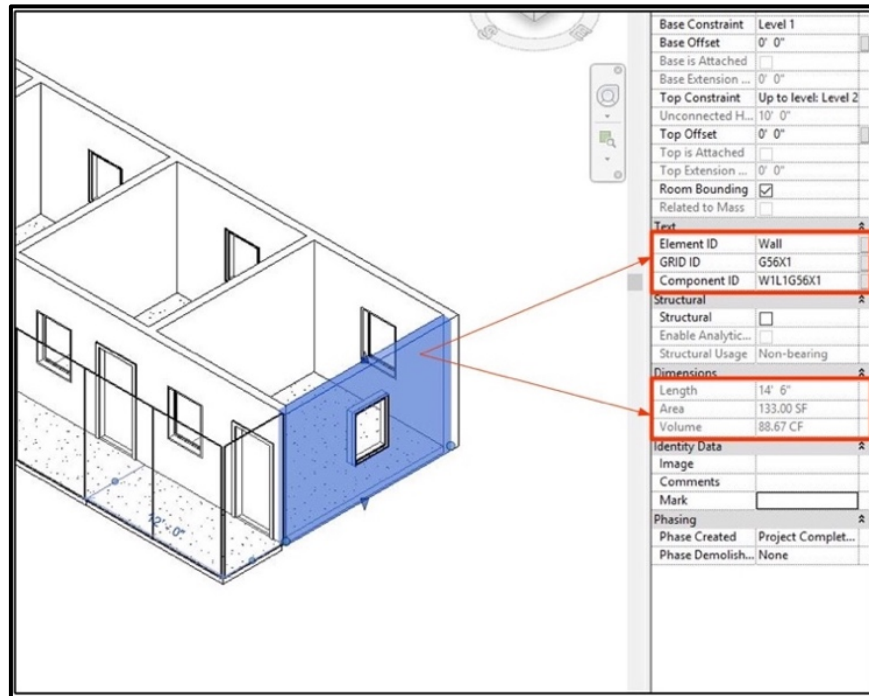 Base Constraint Level 1
Base Offset 0' 0"
Base is Attached
Base Extension ... 0' 0"
Top Constraint Up to level: Level 2
Unconnected H... 10' 0"
Top Offset 0' 0"
Top is Attached
Top Extension ... 0' 0"
Room Bounding
Related to Mass
Text
Element ID Wall
GRID ID G56X1
Component ID W1L1G56X1
Structural
Structural
Enable Analytic...
Structural Usage Non-bearing
Dimensions
Length 14' 6"
Area 133.00 SF
Volume 88.67 CF
Identity Data
Image
Comments
Mark
Phasing
Phase Created Project Complet...
Phase Demolish... None
12' - 0"